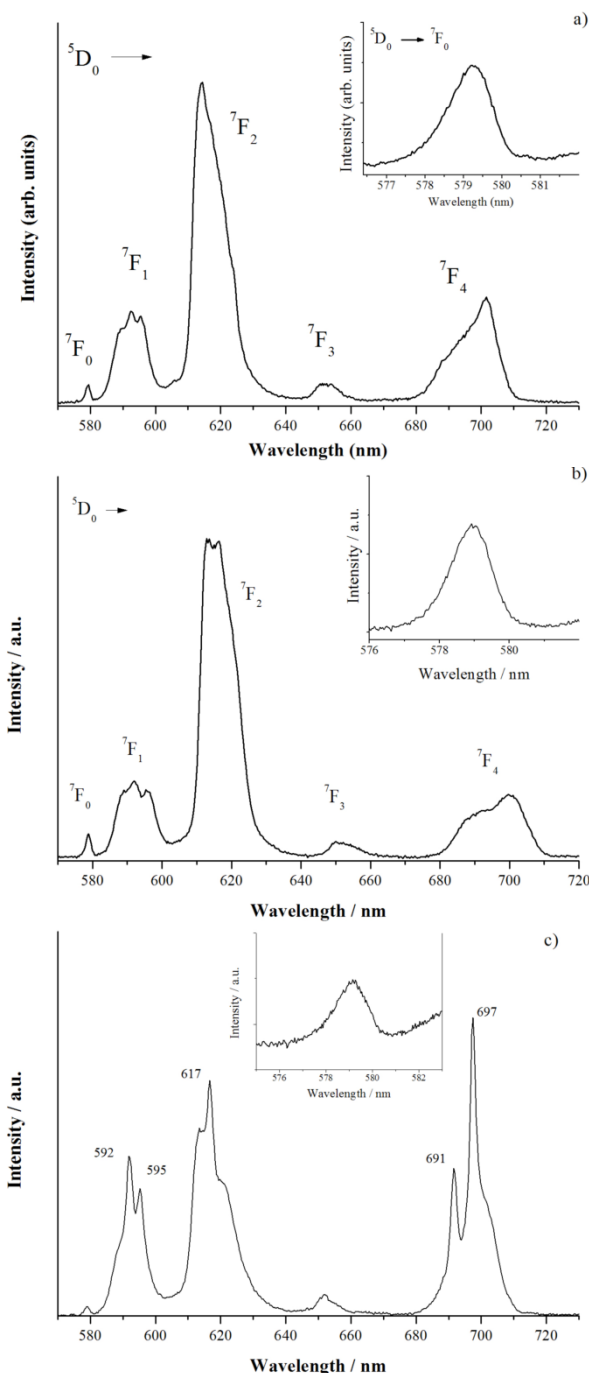 a)
⁵D₀ →
⁷F₀
⁷F₁
⁷F₂
⁷F₃
⁷F₄
Intensity (arb. units)
580 600 620 640 660 680 700 720
Wavelength (nm)
⁵D₀ → ⁷F₀
Intensity (arb. units)
577 578 579 580 581
Wavelength (nm)
b)
⁵D₀ →
⁷F₀
⁷F₁
⁷F₂
⁷F₃
⁷F₄
Intensity / a.u.
580 600 620 640 660 680 700 720
Wavelength / nm
Intensity / a.u.
576 578 580
Wavelength / nm
c)
592
595
617
691
697
Intensity / a.u.
580 600 620 640 660 680 700 720
Wavelength / nm
Intensity / a.u.
576 578 580 582
Wavelength / nm